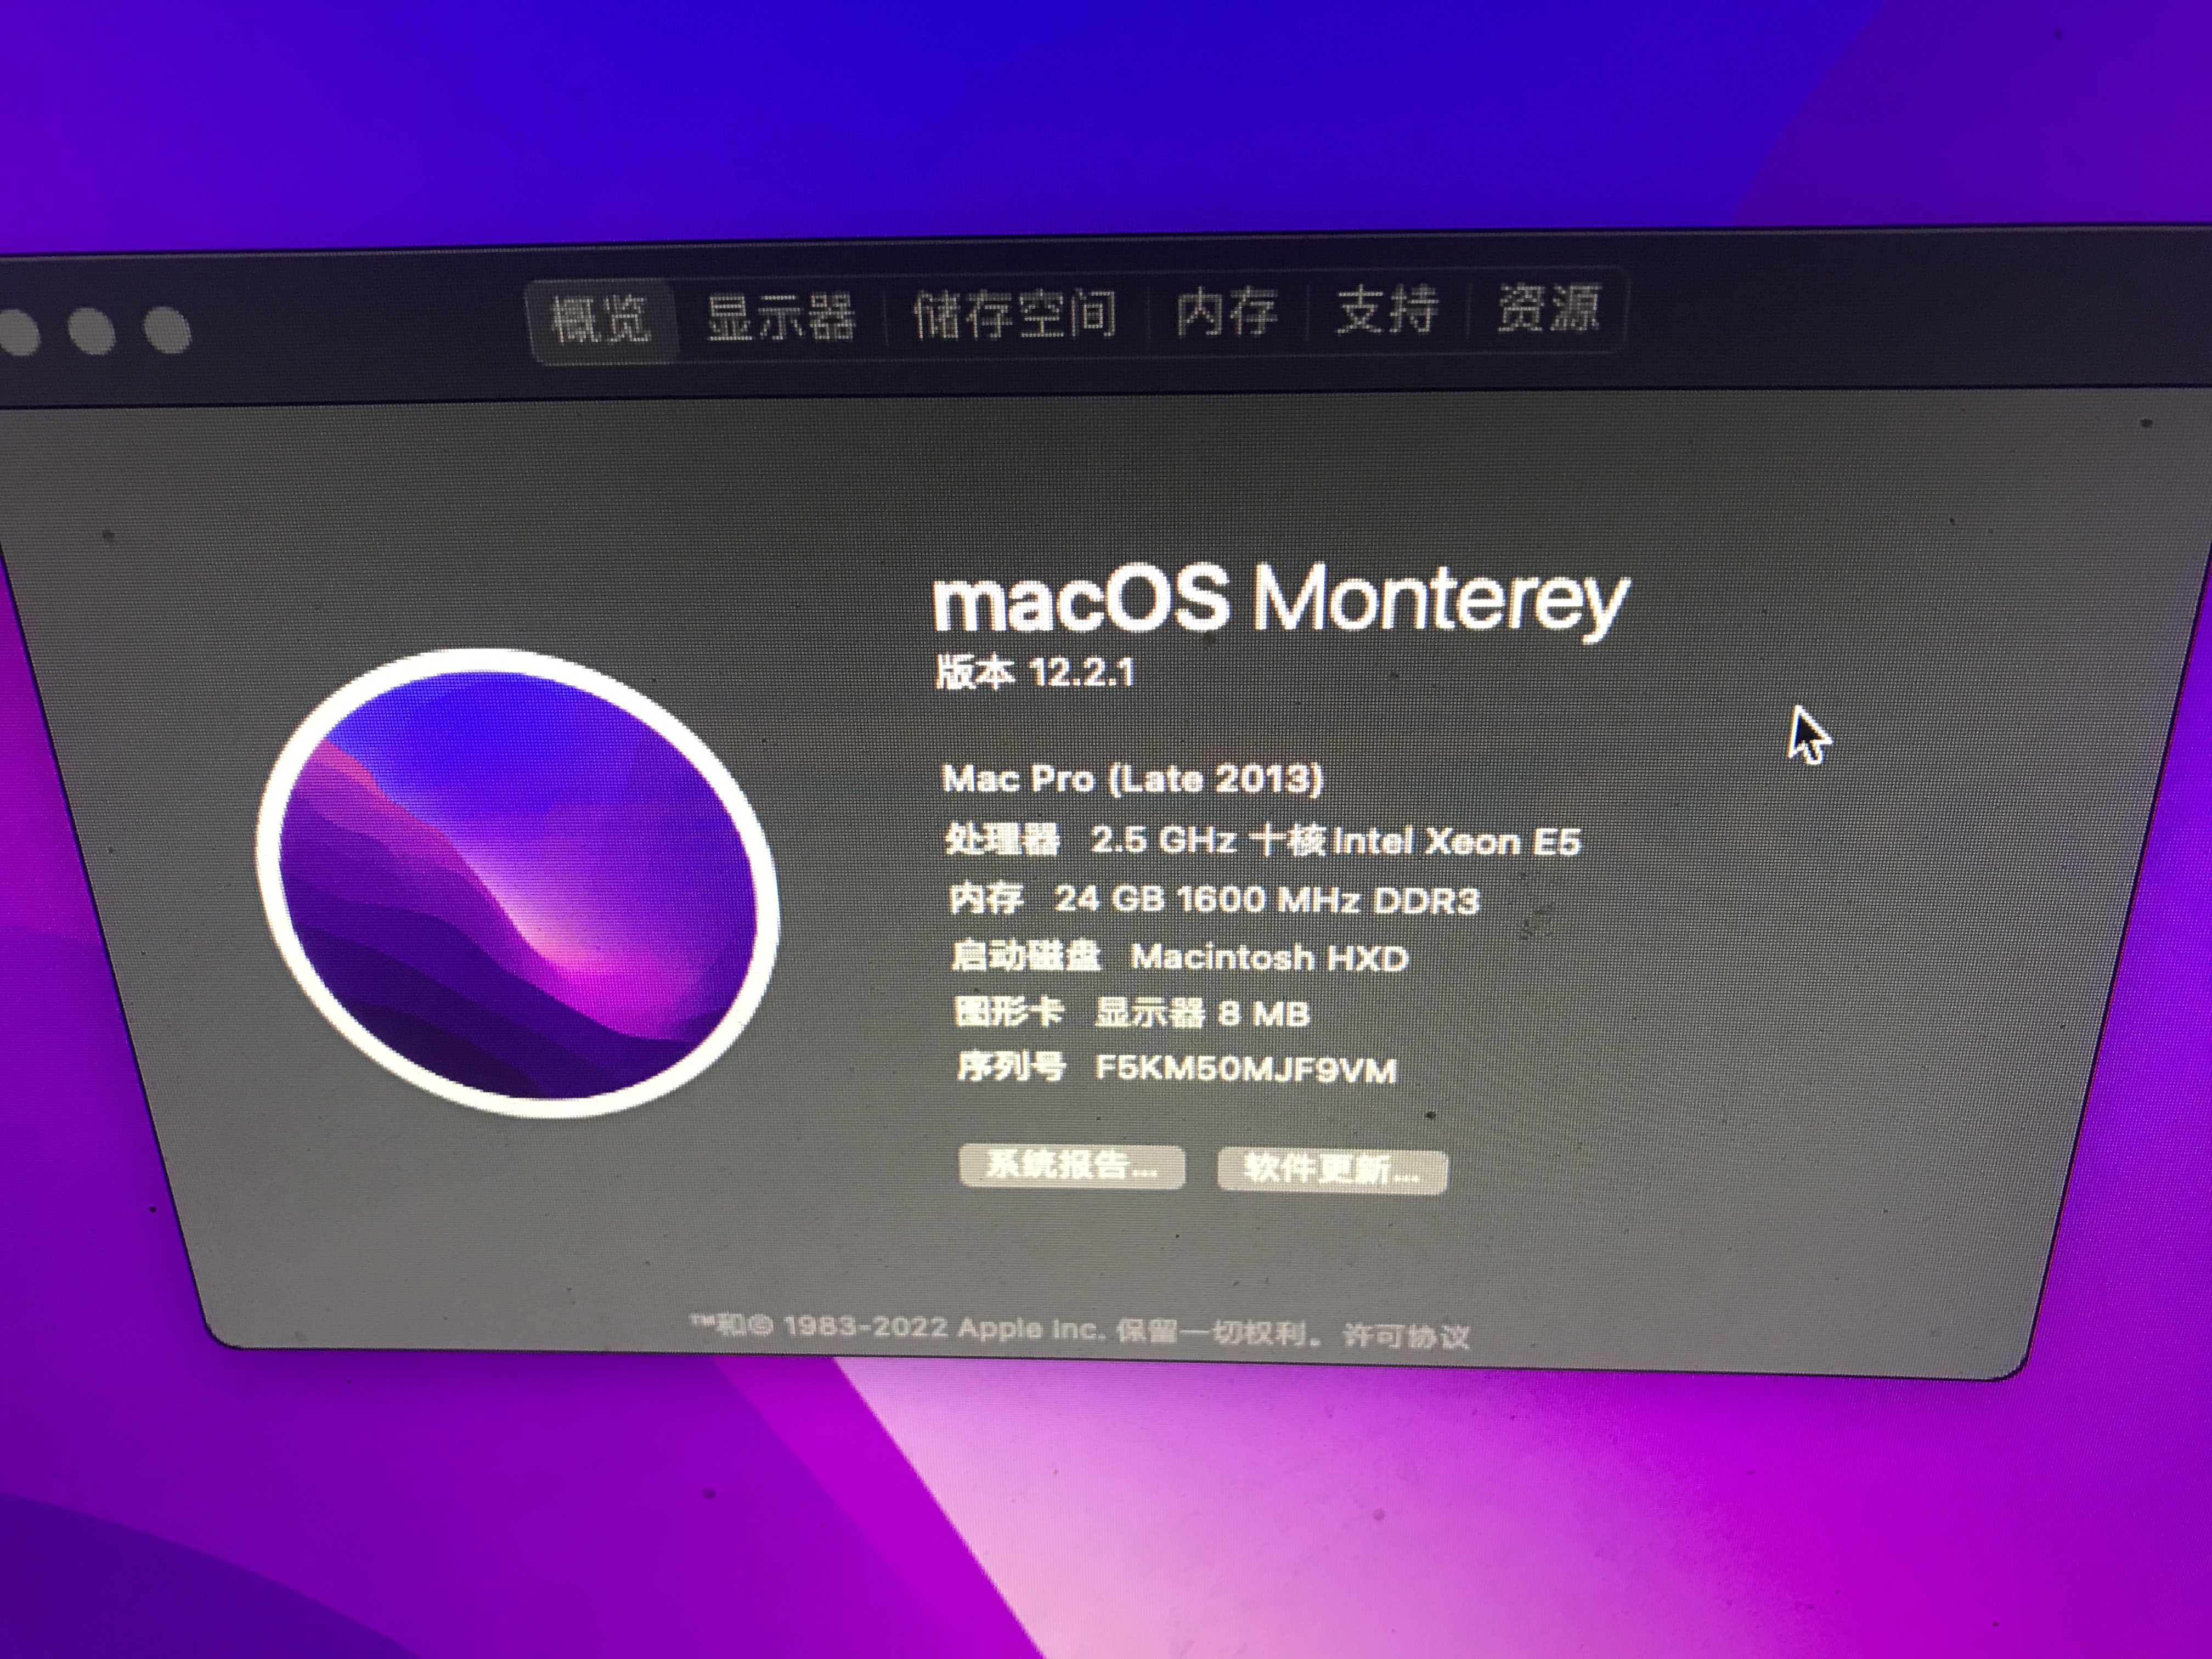 概览 显示器 储存空间 内存 支持 资源
macOS Monterey
版本 12.2.1
Mac Pro (Late 2013)
处理器 2.5 GHz 十核Intel Xeon E5
内存 24 GB 1600 MHz DDR3
启动磁盘 Macintosh HXD
图形卡 显示器 8 MB
序列号 F5KM50MJF9VM
系统报告... 软件更新...
™和© 1983-2022 Apple Inc. 保留一切权利。 许可协议